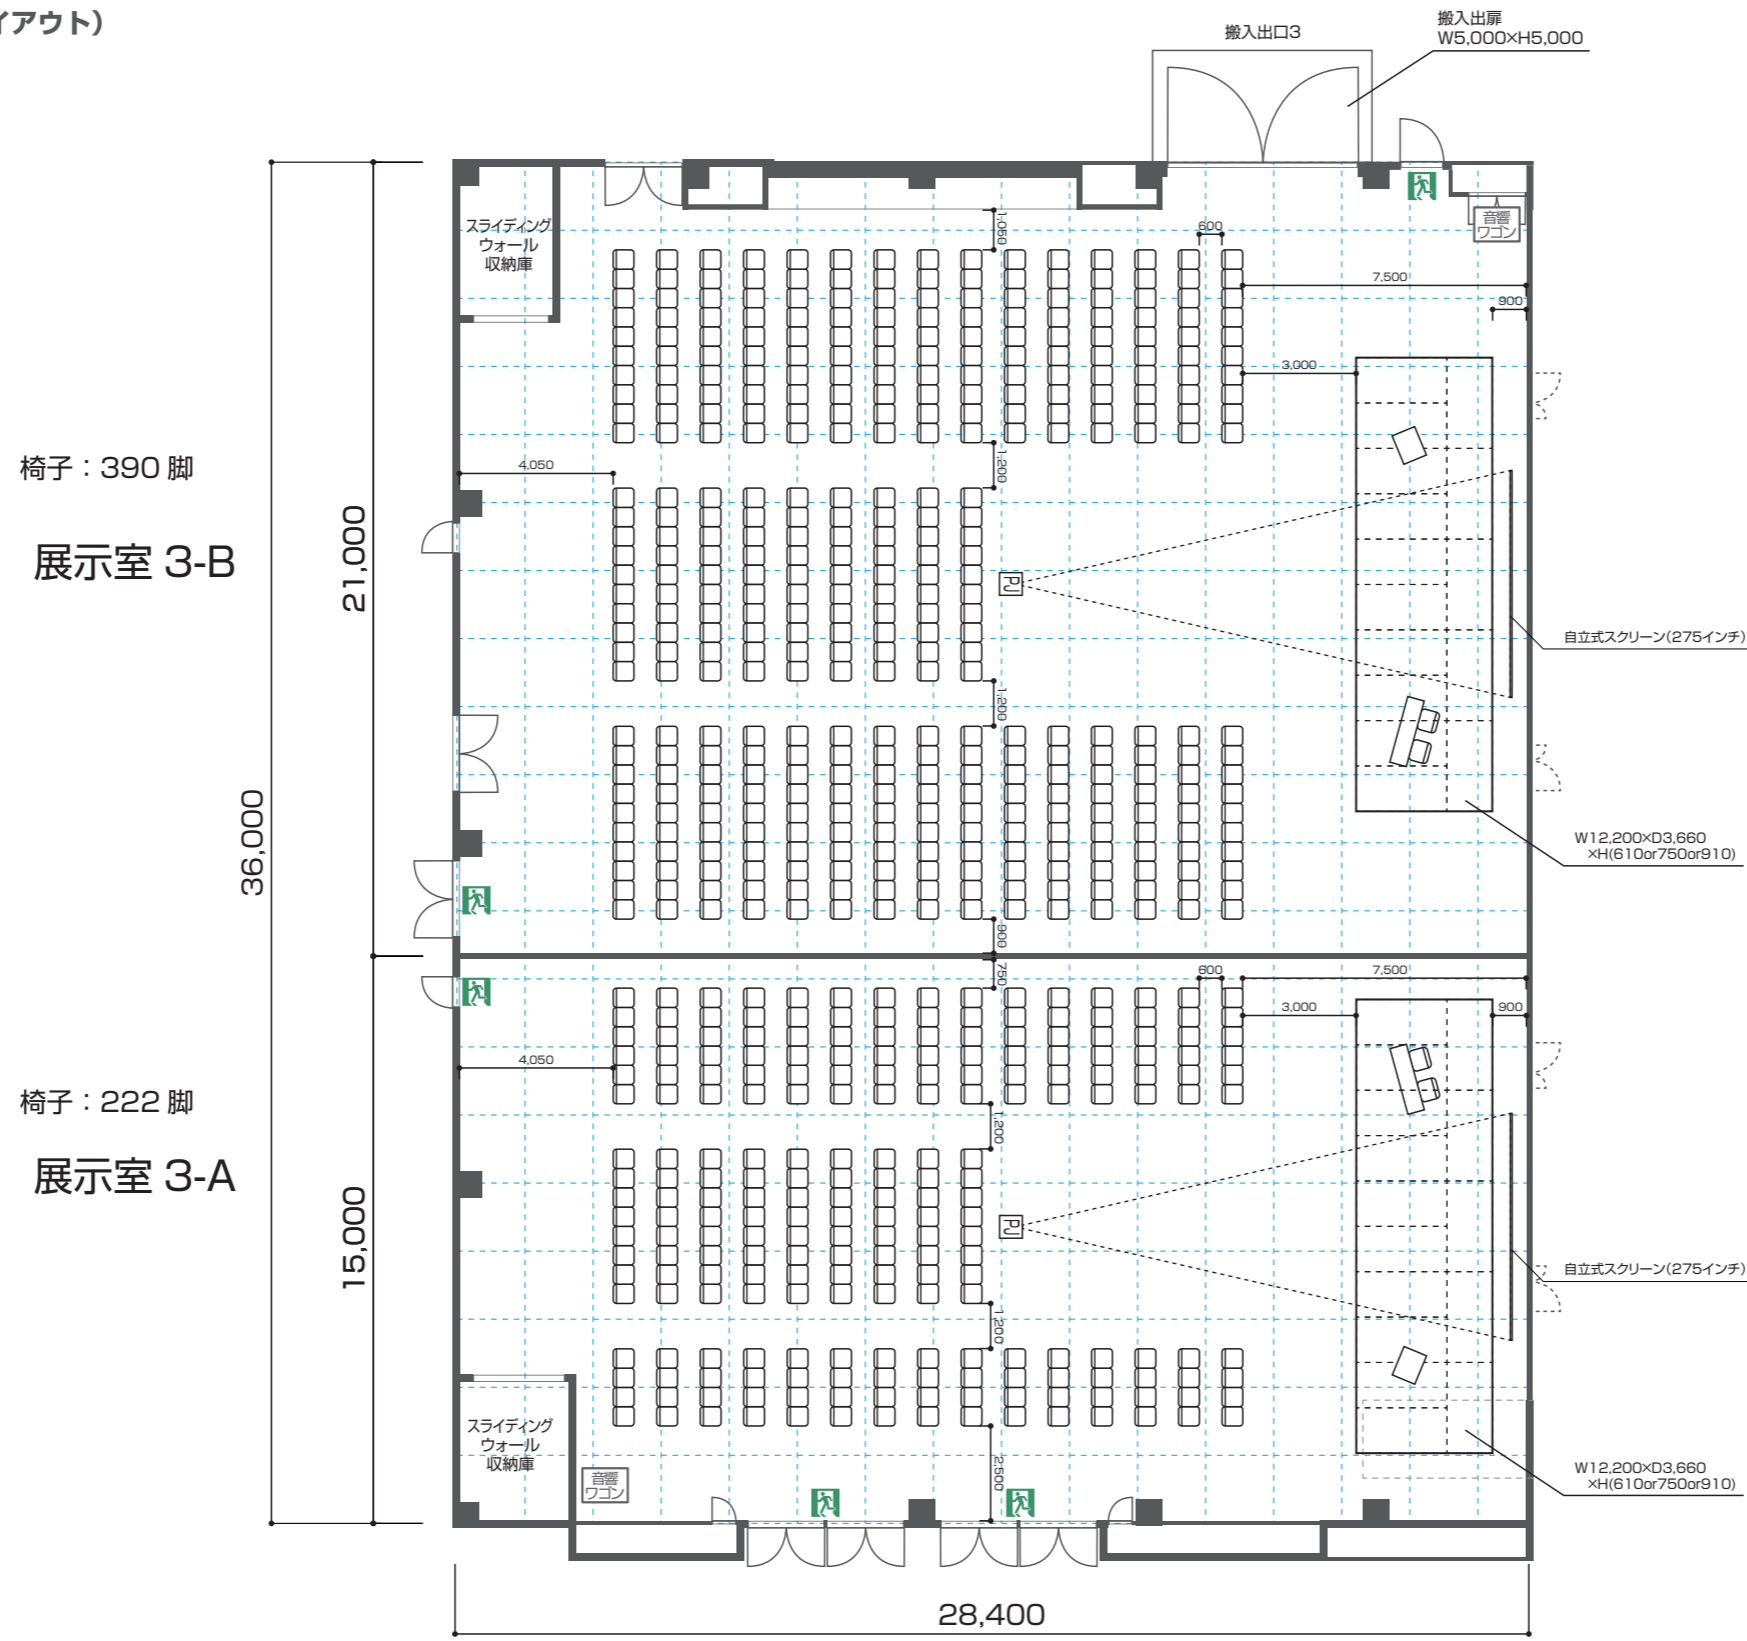 イアウト）
搬入出口3
搬入出扉
W5,000×H5,000
スライディング
ウォール
収納庫
1,050
600
音響
ワゴン
7,500
900
3,000
椅子：390 脚
4,050
1,200
展示室 3-B
21,000
PJ
自立式スクリーン(275インチ)
1,200
36,000
W12,200×D3,660
×H(610or750or910)
900
750
600
7,500
3,000
900
4,050
椅子：222 脚
1,200
展示室 3-A
15,000
PJ
自立式スクリーン(275インチ)
1,200
スライディング
ウォール
収納庫
音響
ワゴン
2,500
W12,200×D3,660
×H(610or750or910)
28,400